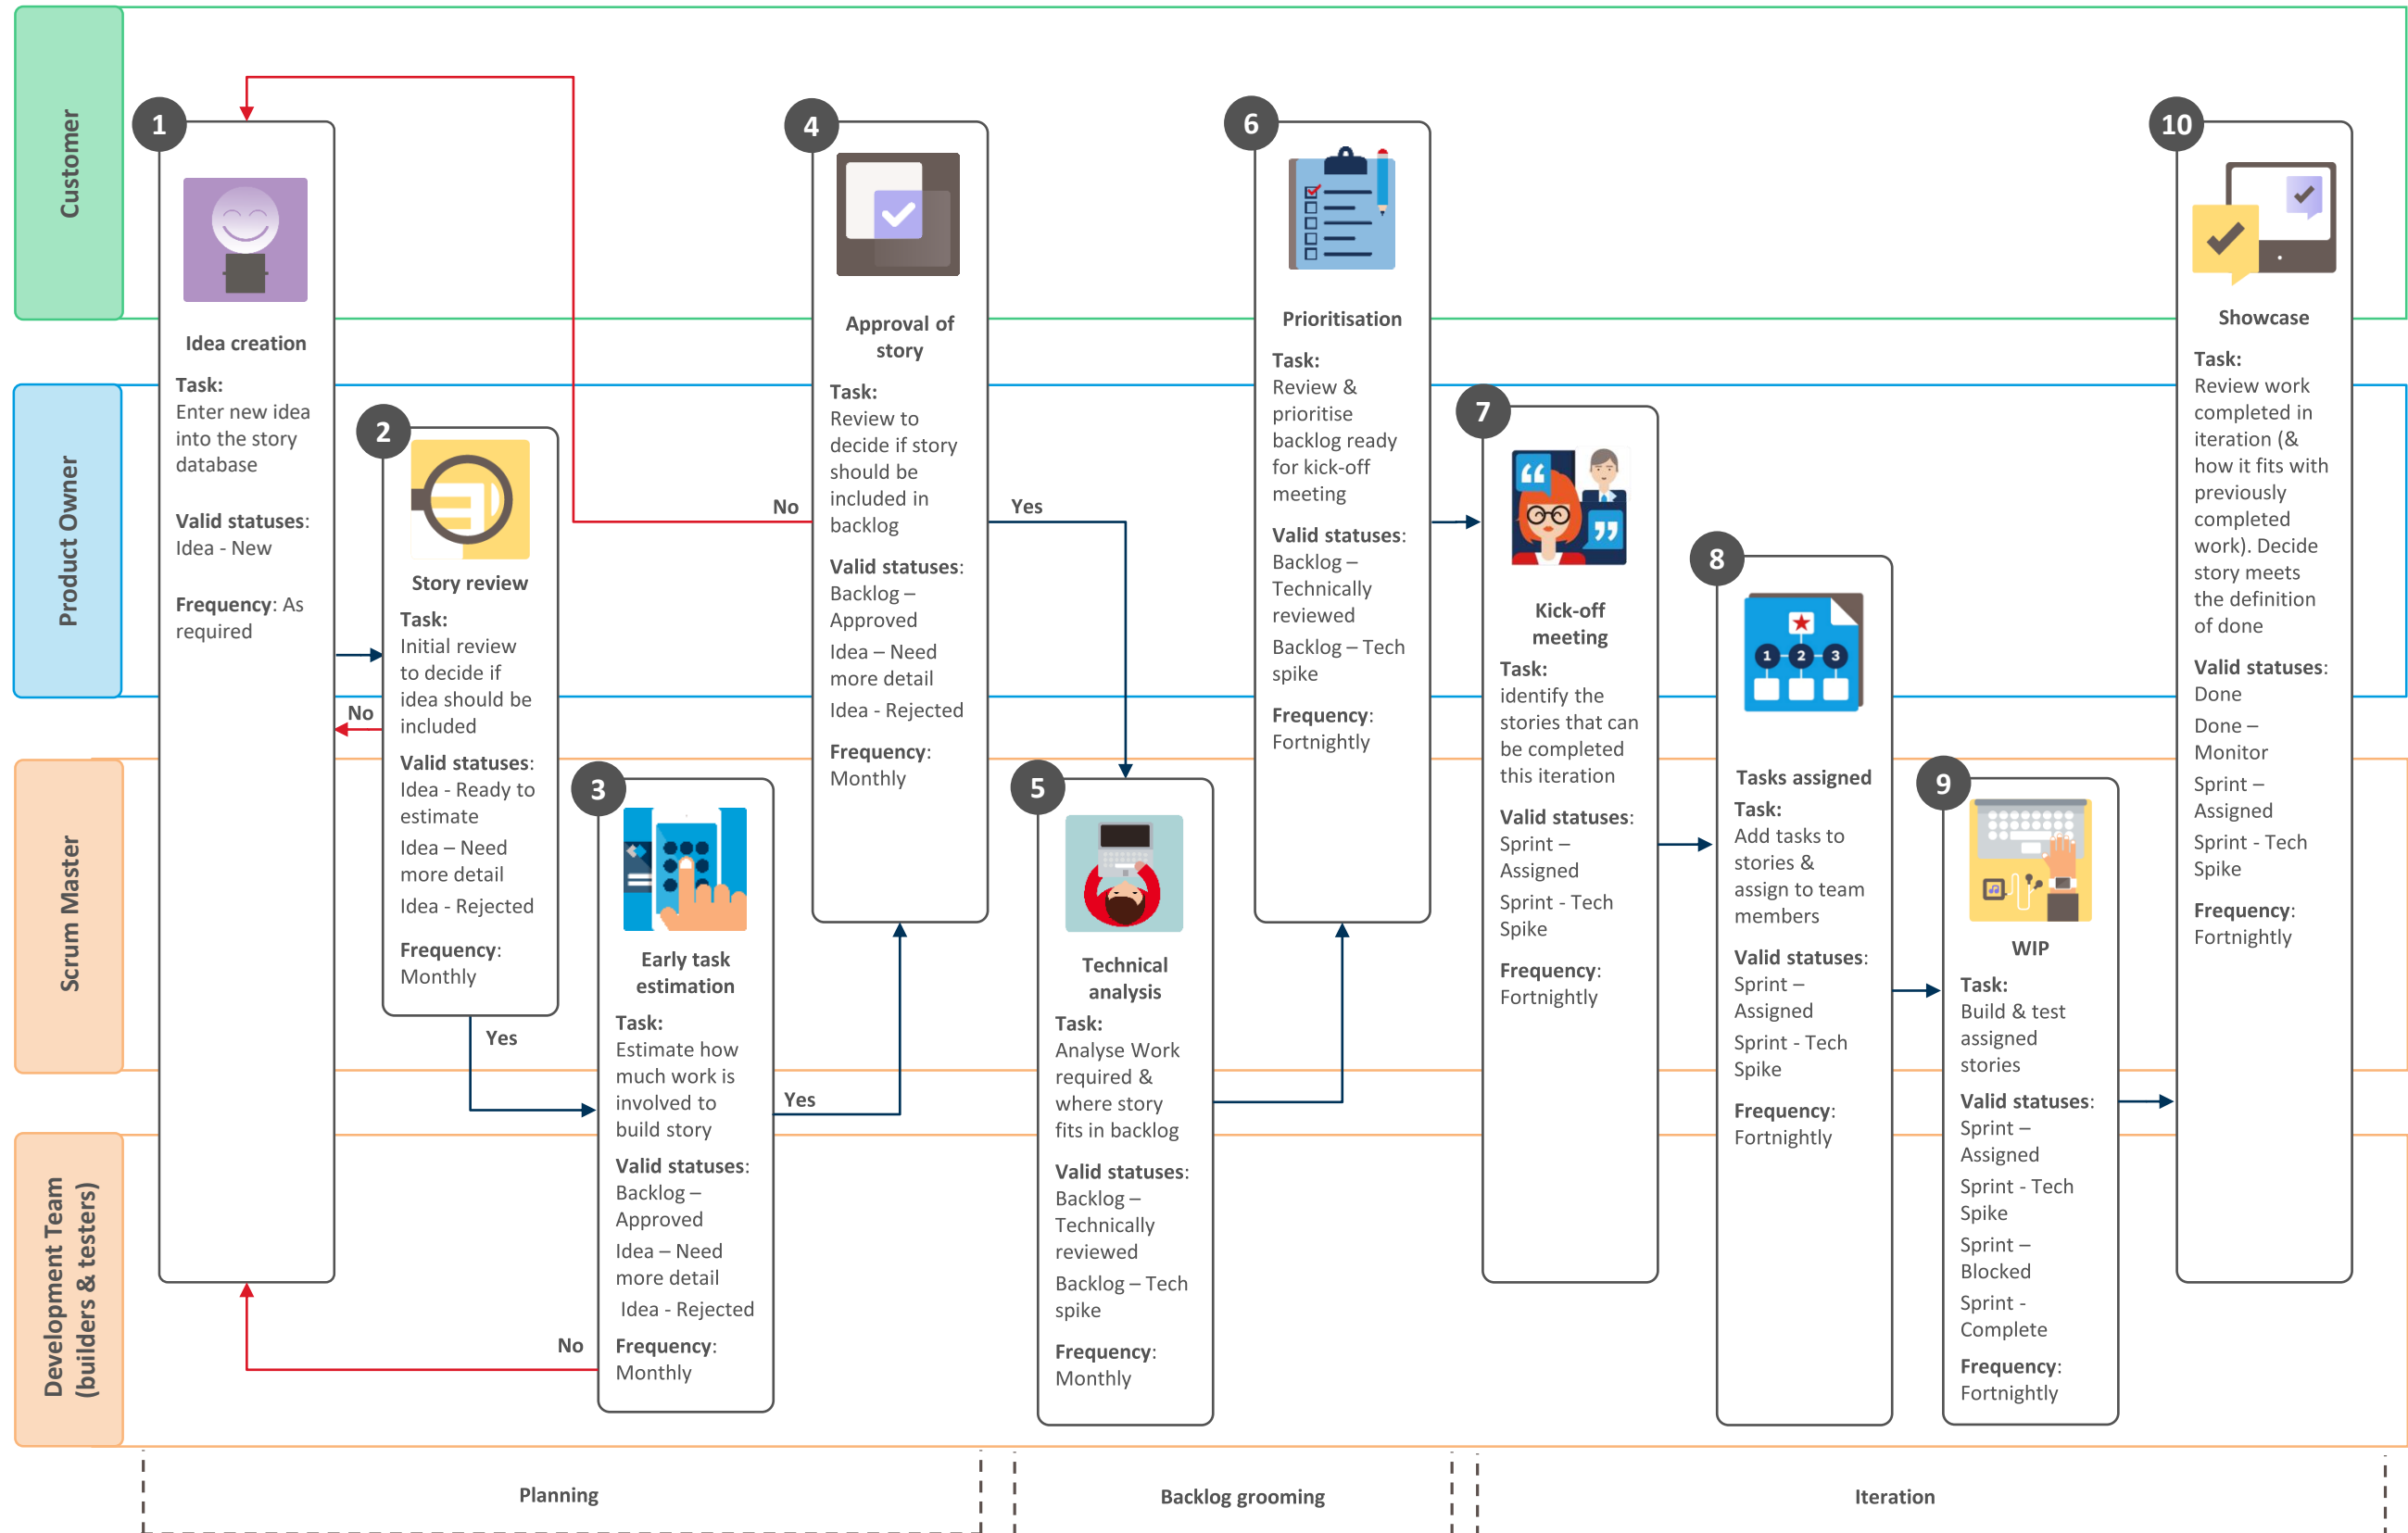 Customer
Product Owner
Scrum Master
Development Team
(builders & testers)
1
Idea creation
Task:
Enter new idea
into the story
database
Valid statuses:
Idea - New
Frequency: As
required
2
Story review
Task:
Initial review
to decide if
idea should be
included
Valid statuses:
Idea - Ready to
estimate
Idea – Need
more detail
Idea - Rejected
Frequency:
Monthly
No
Yes
3
Early task
estimation
Task:
Estimate how
much work is
involved to
build story
Valid statuses:
Backlog –
Approved
Idea – Need
more detail
Idea - Rejected
Frequency:
Monthly
No
Yes
4
Approval of
story
Task:
Review to
decide if story
should be
included in
backlog
Valid statuses:
Backlog –
Approved
Idea – Need
more detail
Idea - Rejected
Frequency:
Monthly
No
Yes
5
Technical
analysis
Task:
Analyse Work
required &
where story
fits in backlog
Valid statuses:
Backlog –
Technically
reviewed
Backlog – Tech
spike
Frequency:
Monthly
6
Prioritisation
Task:
Review &
prioritise
backlog ready
for kick-off
meeting
Valid statuses:
Backlog –
Technically
reviewed
Backlog – Tech
spike
Frequency:
Fortnightly
7
Kick-off
meeting
Task:
identify the
stories that can
be completed
this iteration
Valid statuses:
Sprint –
Assigned
Sprint - Tech
Spike
Frequency:
Fortnightly
8
1 2 3
Tasks assigned
Task:
Add tasks to
stories &
assign to team
members
Valid statuses:
Sprint –
Assigned
Sprint - Tech
Spike
Frequency:
Fortnightly
9
WIP
Task:
Build & test
assigned
stories
Valid statuses:
Sprint –
Assigned
Sprint - Tech
Spike
Sprint –
Blocked
Sprint -
Complete
Frequency:
Fortnightly
10
Showcase
Task:
Review work
completed in
iteration (&
how it fits with
previously
completed
work). Decide
story meets
the definition
of done
Valid statuses:
Done
Done –
Monitor
Sprint –
Assigned
Sprint - Tech
Spike
Frequency:
Fortnightly
Planning
Backlog grooming
Iteration